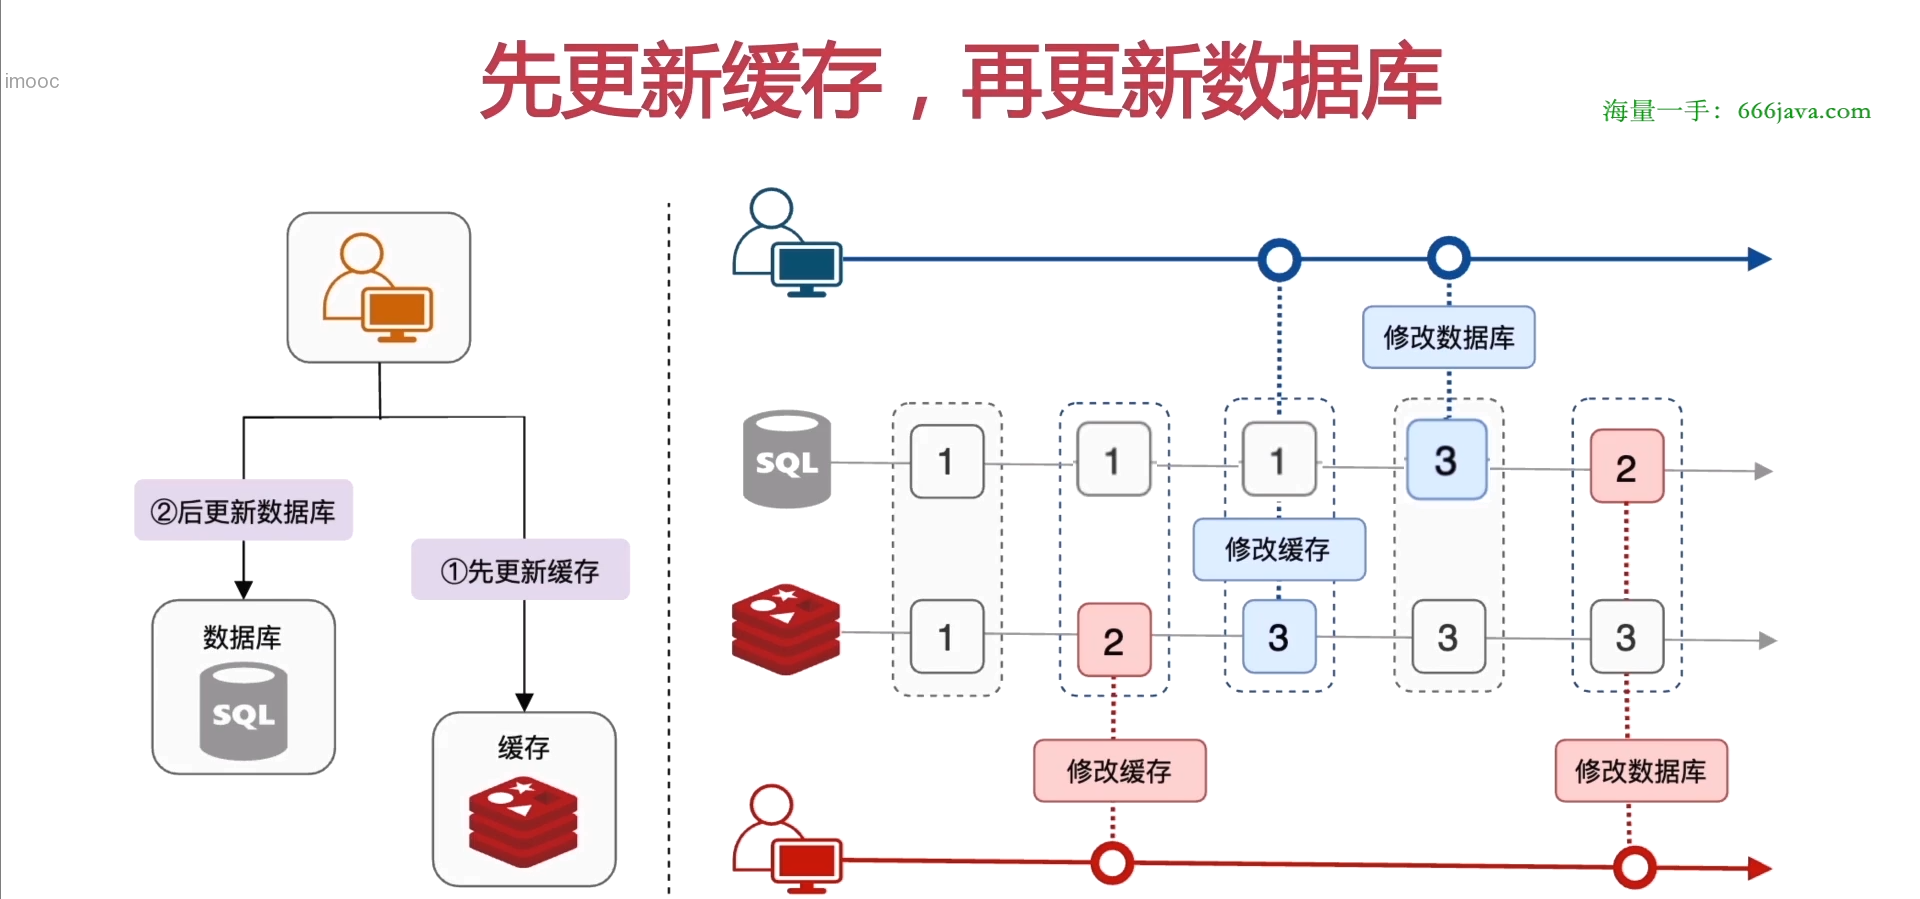 先更新缓存，再更新数据库
imooc
海量一手：666java.com
②后更新数据库
①先更新缓存
数据库
SQL
缓存
修改数据库
SQL
1
1
1
3
2
修改缓存
1
2
3
3
3
修改缓存
修改数据库